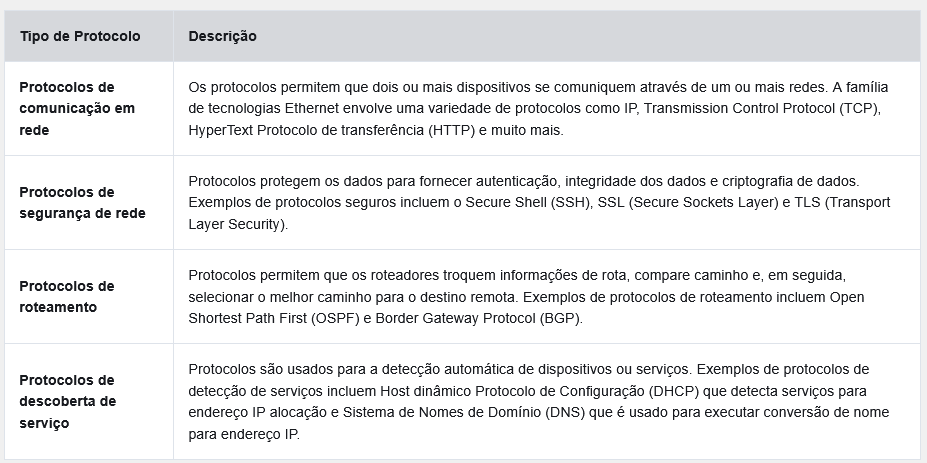 Tipo de Protocolo
Descrição
Protocolos de
comunicação em
rede
Os protocolos permitem que dois ou mais dispositivos se comuniquem através de um ou mais redes. A família
de tecnologias Ethernet envolve uma variedade de protocolos como IP, Transmission Control Protocol (TCP),
HyperText Protocolo de transferência (HTTP) e muito mais.
Protocolos de
segurança de rede
Protocolos protegem os dados para fornecer autenticação, integridade dos dados e criptografia de dados.
Exemplos de protocolos seguros incluem o Secure Shell (SSH), SSL (Secure Sockets Layer) e TLS (Transport
Layer Security).
Protocolos de
roteamento
Protocolos permitem que os roteadores troquem informações de rota, compare caminho e, em seguida,
selecionar o melhor caminho para o destino remota. Exemplos de protocolos de roteamento incluem Open
Shortest Path First (OSPF) e Border Gateway Protocol (BGP).
Protocolos de
descoberta de
serviço
Protocolos são usados para a detecção automática de dispositivos ou serviços. Exemplos de protocolos de
detecção de serviços incluem Host dinâmico Protocolo de Configuração (DHCP) que detecta serviços para
endereço IP alocação e Sistema de Nomes de Domínio (DNS) que é usado para executar conversão de nome
para endereço IP.